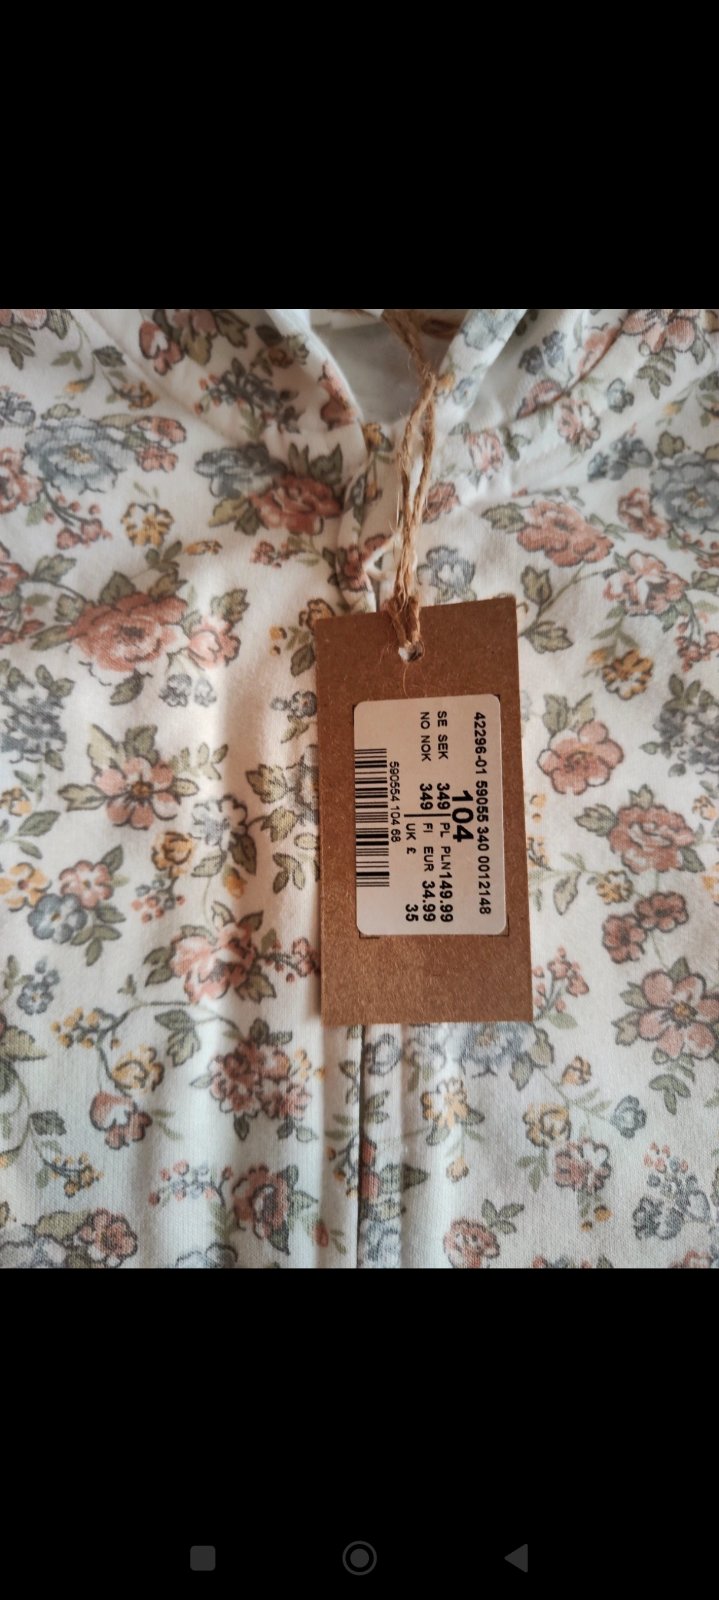 42296-01 59055 340 0012148
104
SE SEK 349 PL PLN149.99
NO NOK 349 FI EUR 34.99
UK £ 35
590554 104 68